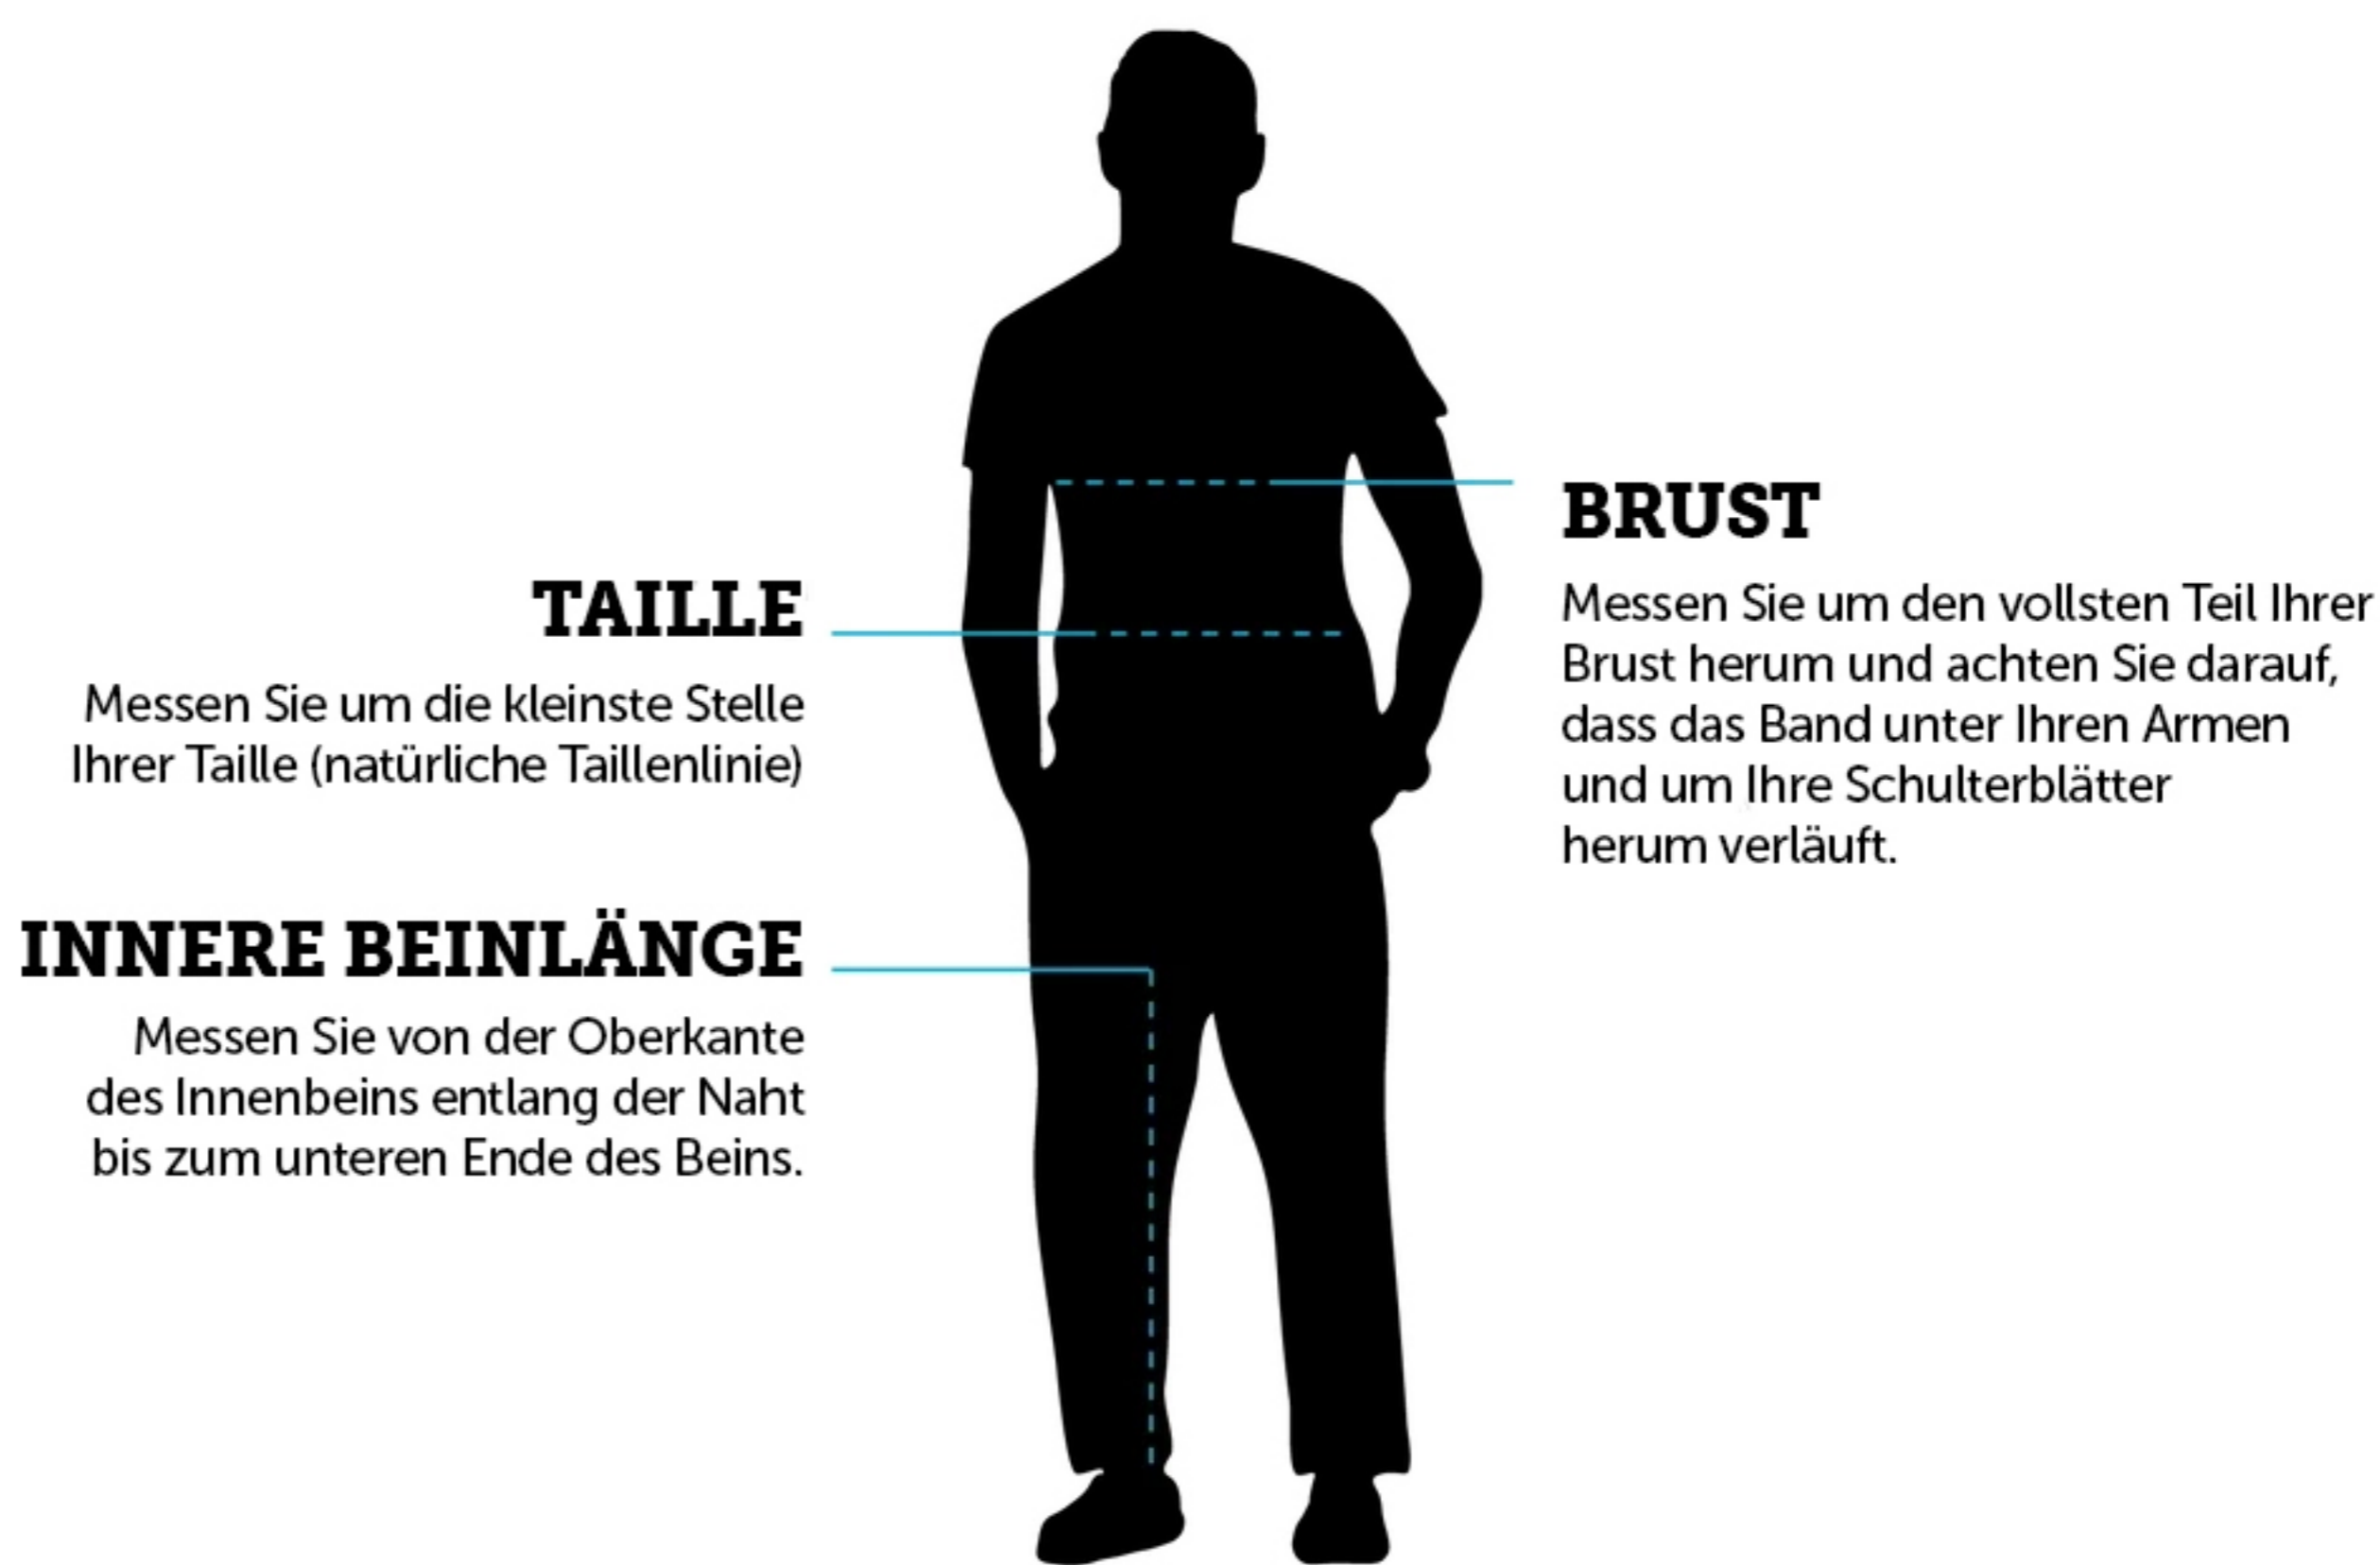 TAILLE
Messen Sie um die kleinste Stelle
Ihrer Taille (natürliche Taillenlinie)
INNERE BEINLÄNGE
Messen Sie von der Oberkante
des Innenbeins entlang der Naht
bis zum unteren Ende des Beins.
BRUST
Messen Sie um den vollsten Teil Ihrer
Brust herum und achten Sie darauf,
dass das Band unter Ihren Armen
und um Ihre Schulterblätter
herum verläuft.